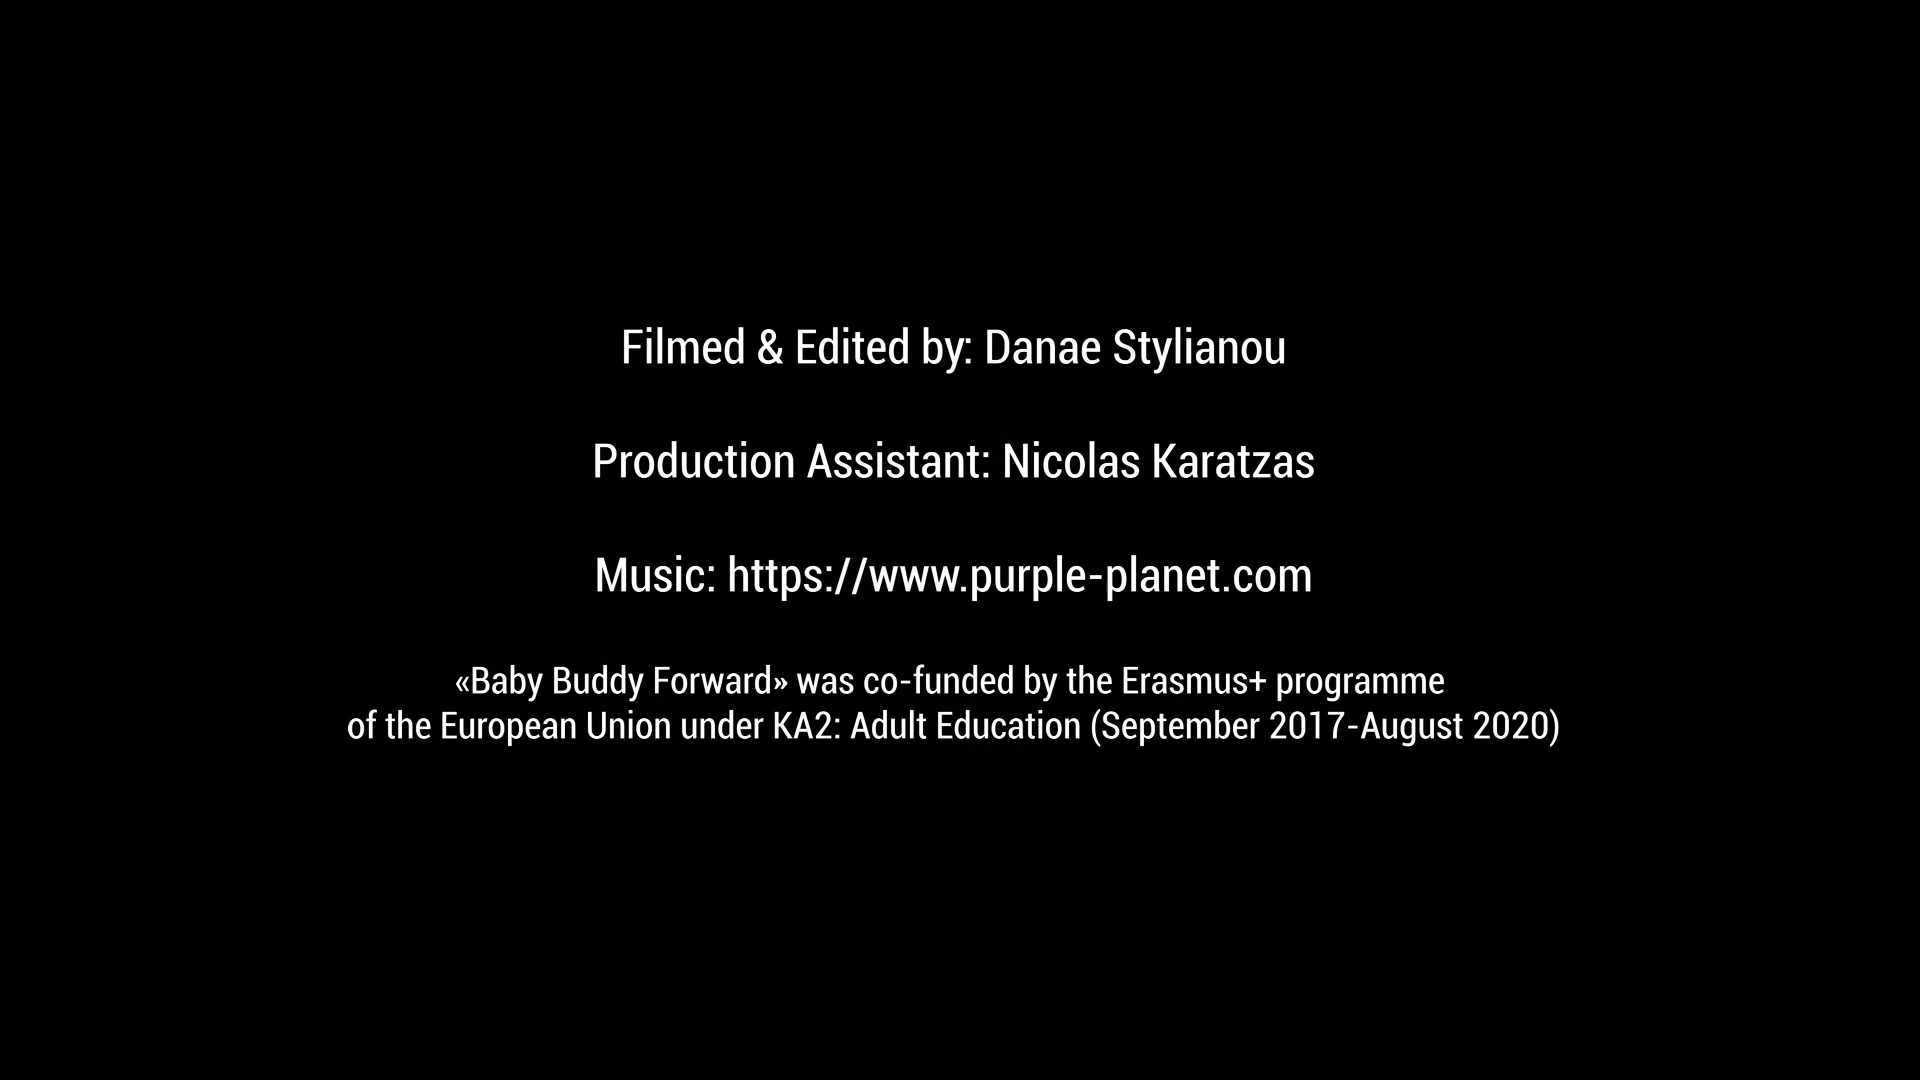 Filmed & Edited by: Danae Stylianou
Production Assistant: Nicolas Karatzas
Music: https://www.purple-planet.com
«Baby Buddy Forward» was co-funded by the Erasmus+ programme
of the European Union under KA2: Adult Education (September 2017-August 2020)